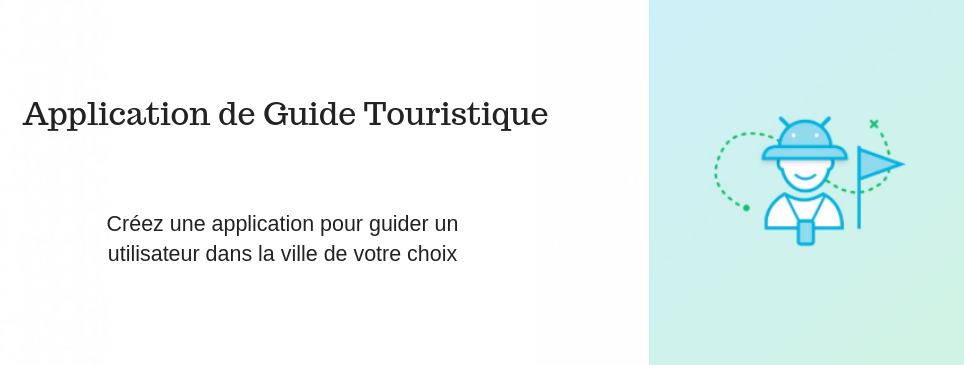 Application de Guide Touristique
Créez une application pour guider un
utilisateur dans la ville de votre choix